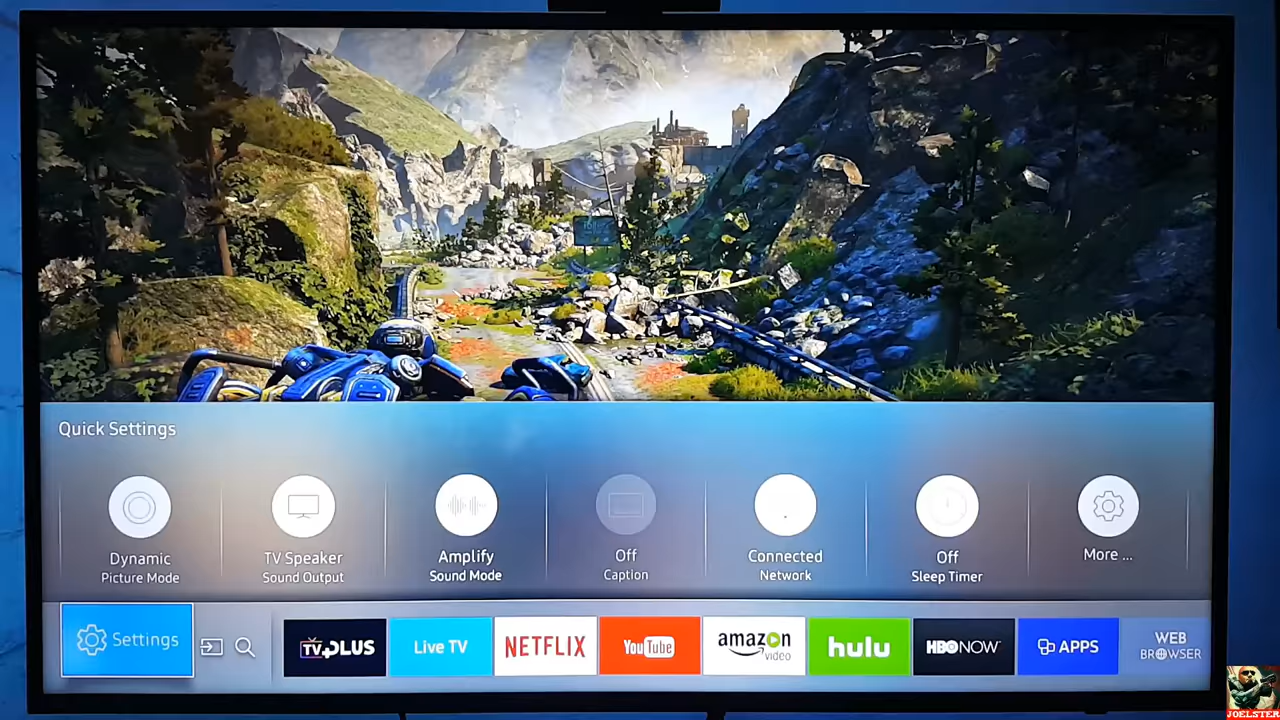 Quick Settings
Dynamic
Picture Mode
TV Speaker
Sound Output
Amplify
Sound Mode
Off
Caption
Connected
Network
Off
Sleep Timer
More ...
Settings
TV PLUS
Live TV
NETFLIX
YouTube
amazon
video
hulu
HBO NOW
APPS
WEB
BROWSER
JOELSTER